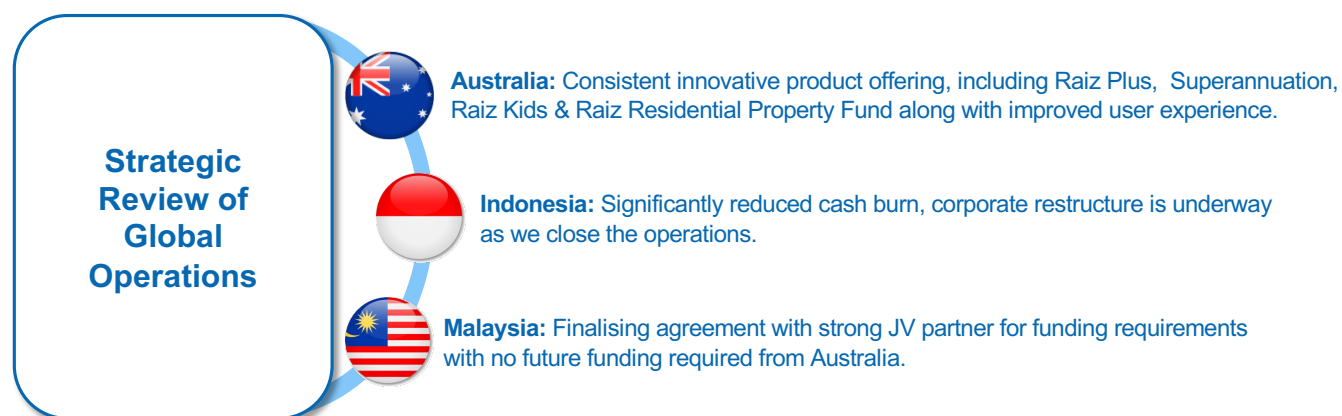 Strategic
Review of
Global
Operations
Australia: Consistent innovative product offering, including Raiz Plus, Superannuation,
Raiz Kids & Raiz Residential Property Fund along with improved user experience.
Indonesia: Significantly reduced cash burn, corporate restructure is underway
as we close the operations.
Malaysia: Finalising agreement with strong JV partner for funding requirements
with no future funding required from Australia.